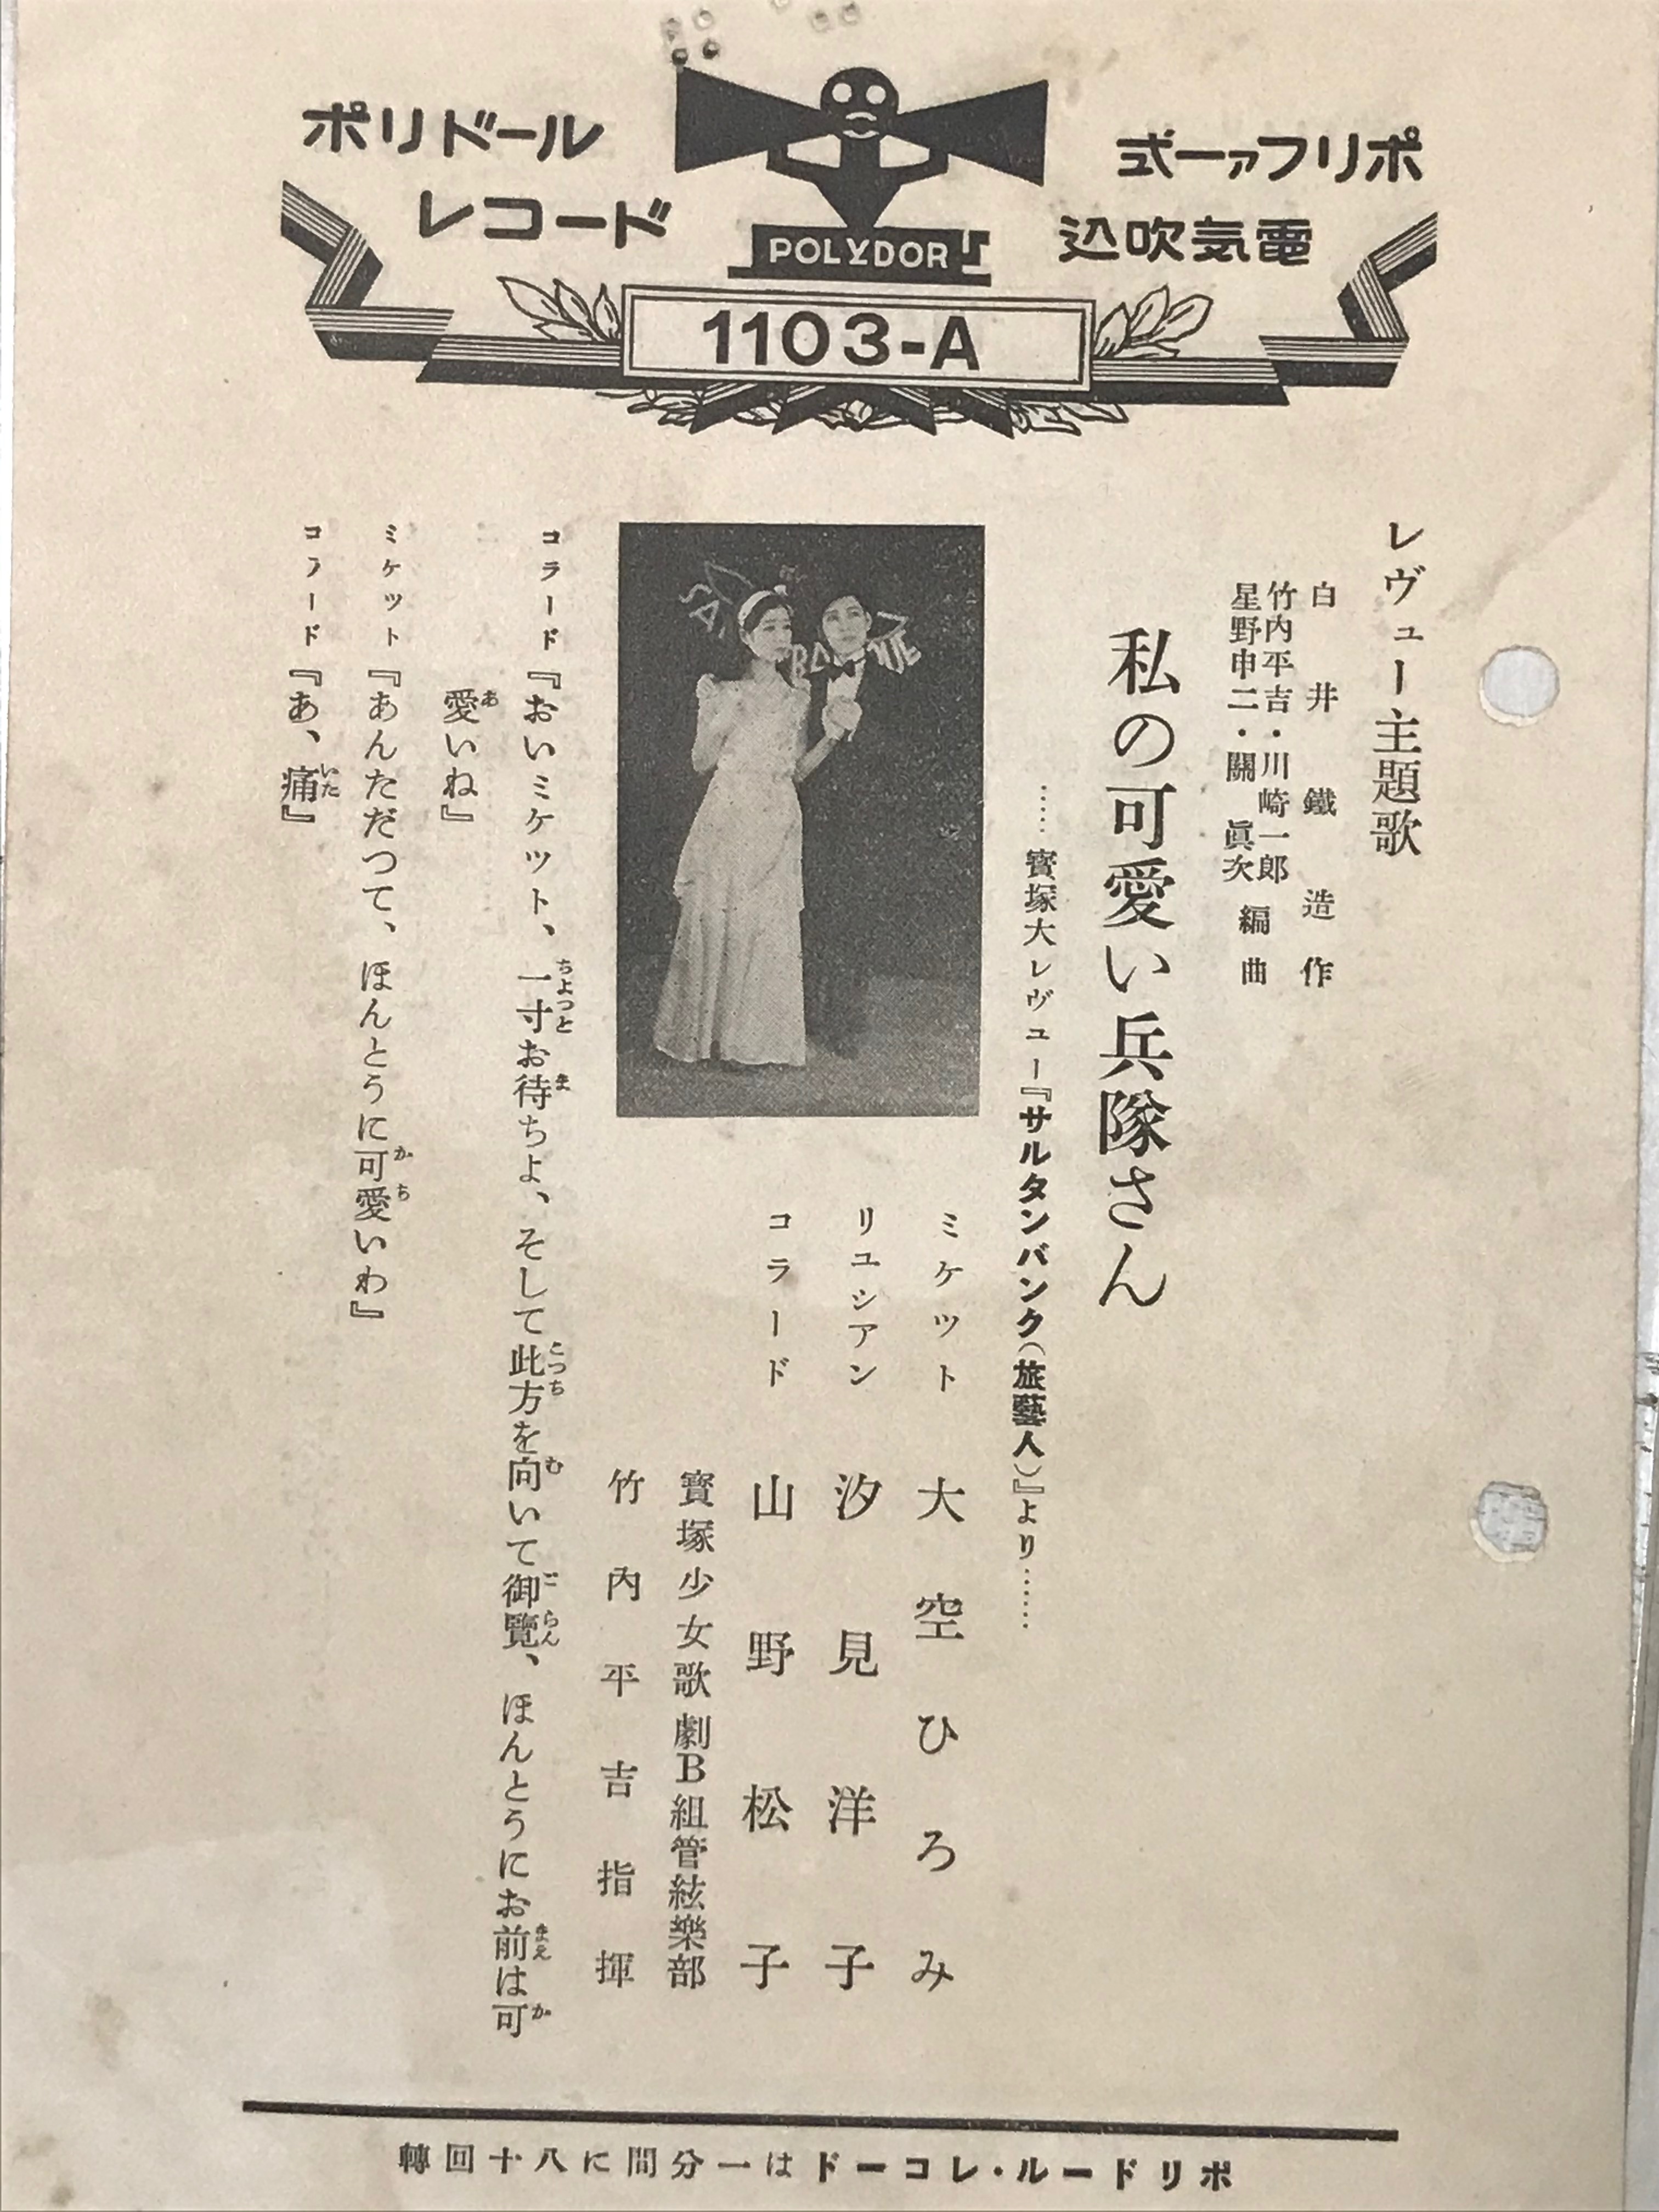 ポリドール
レコード
ポリファー式
電気吹込
POLYDOR
1103-A
レヴュー主題歌
白井鐵造作
竹内平吉・川崎一郎
星野申二・關眞次
編曲
私の可愛い兵隊さん
……寳塚大レヴュー『サルタンバンク(旅藝人)』より……
ミケット 大空ひろみ
リユシアン 汐見洋子
コラード 山野松子
寳塚少女歌劇B組管絃樂部
竹内平吉指揮
コラード『おいミケット、一寸お待ちよ、そして此方を向いて御覽、ほんとうにお前は可
愛いね』
ミケット『あんただつて、ほんとうに可愛いわ』
コラード『あ、痛』
ポリドール・レコードは一分間に八十回轉